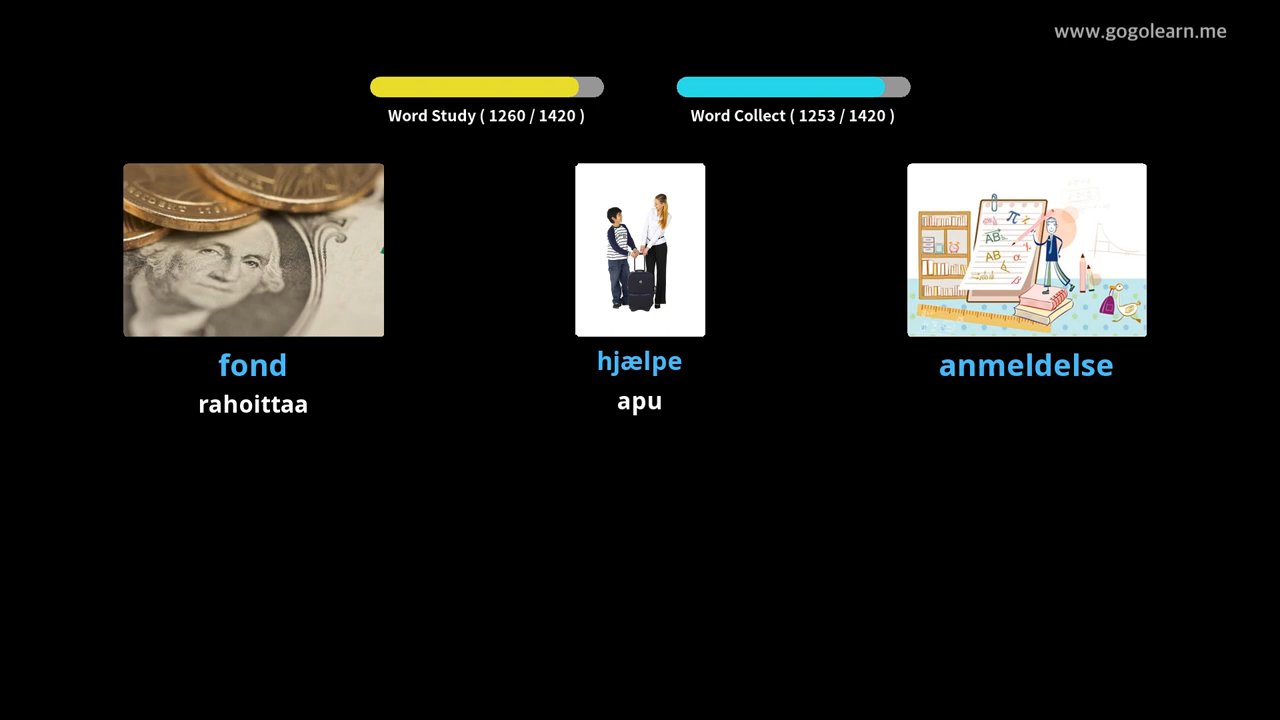 www.gogolearn.me
Word Study ( 1260 / 1420 )
Word Collect ( 1253 / 1420 )
fond
hjælpe
anmeldelse
rahoittaa
apu